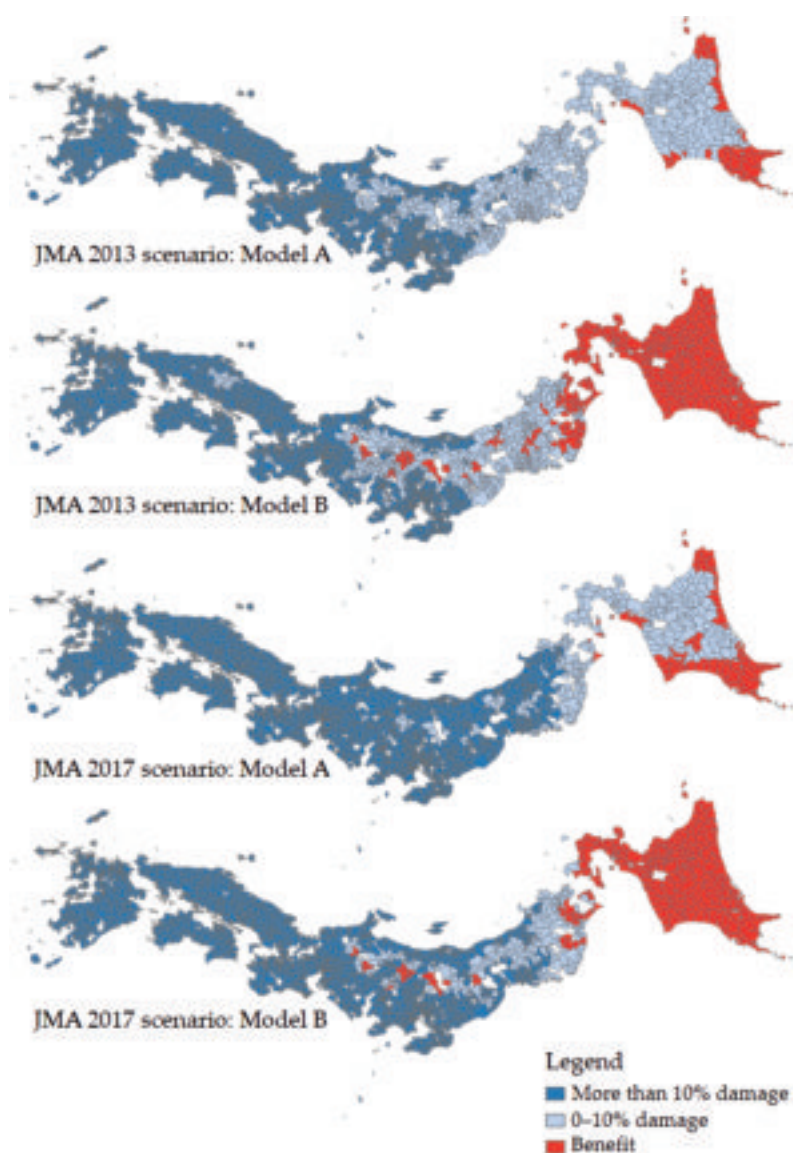 JMA 2013 scenario: Model A
JMA 2013 scenario: Model B
JMA 2017 scenario: Model A
JMA 2017 scenario: Model B
Legend
More than 10% damage
0–10% damage
Benefit